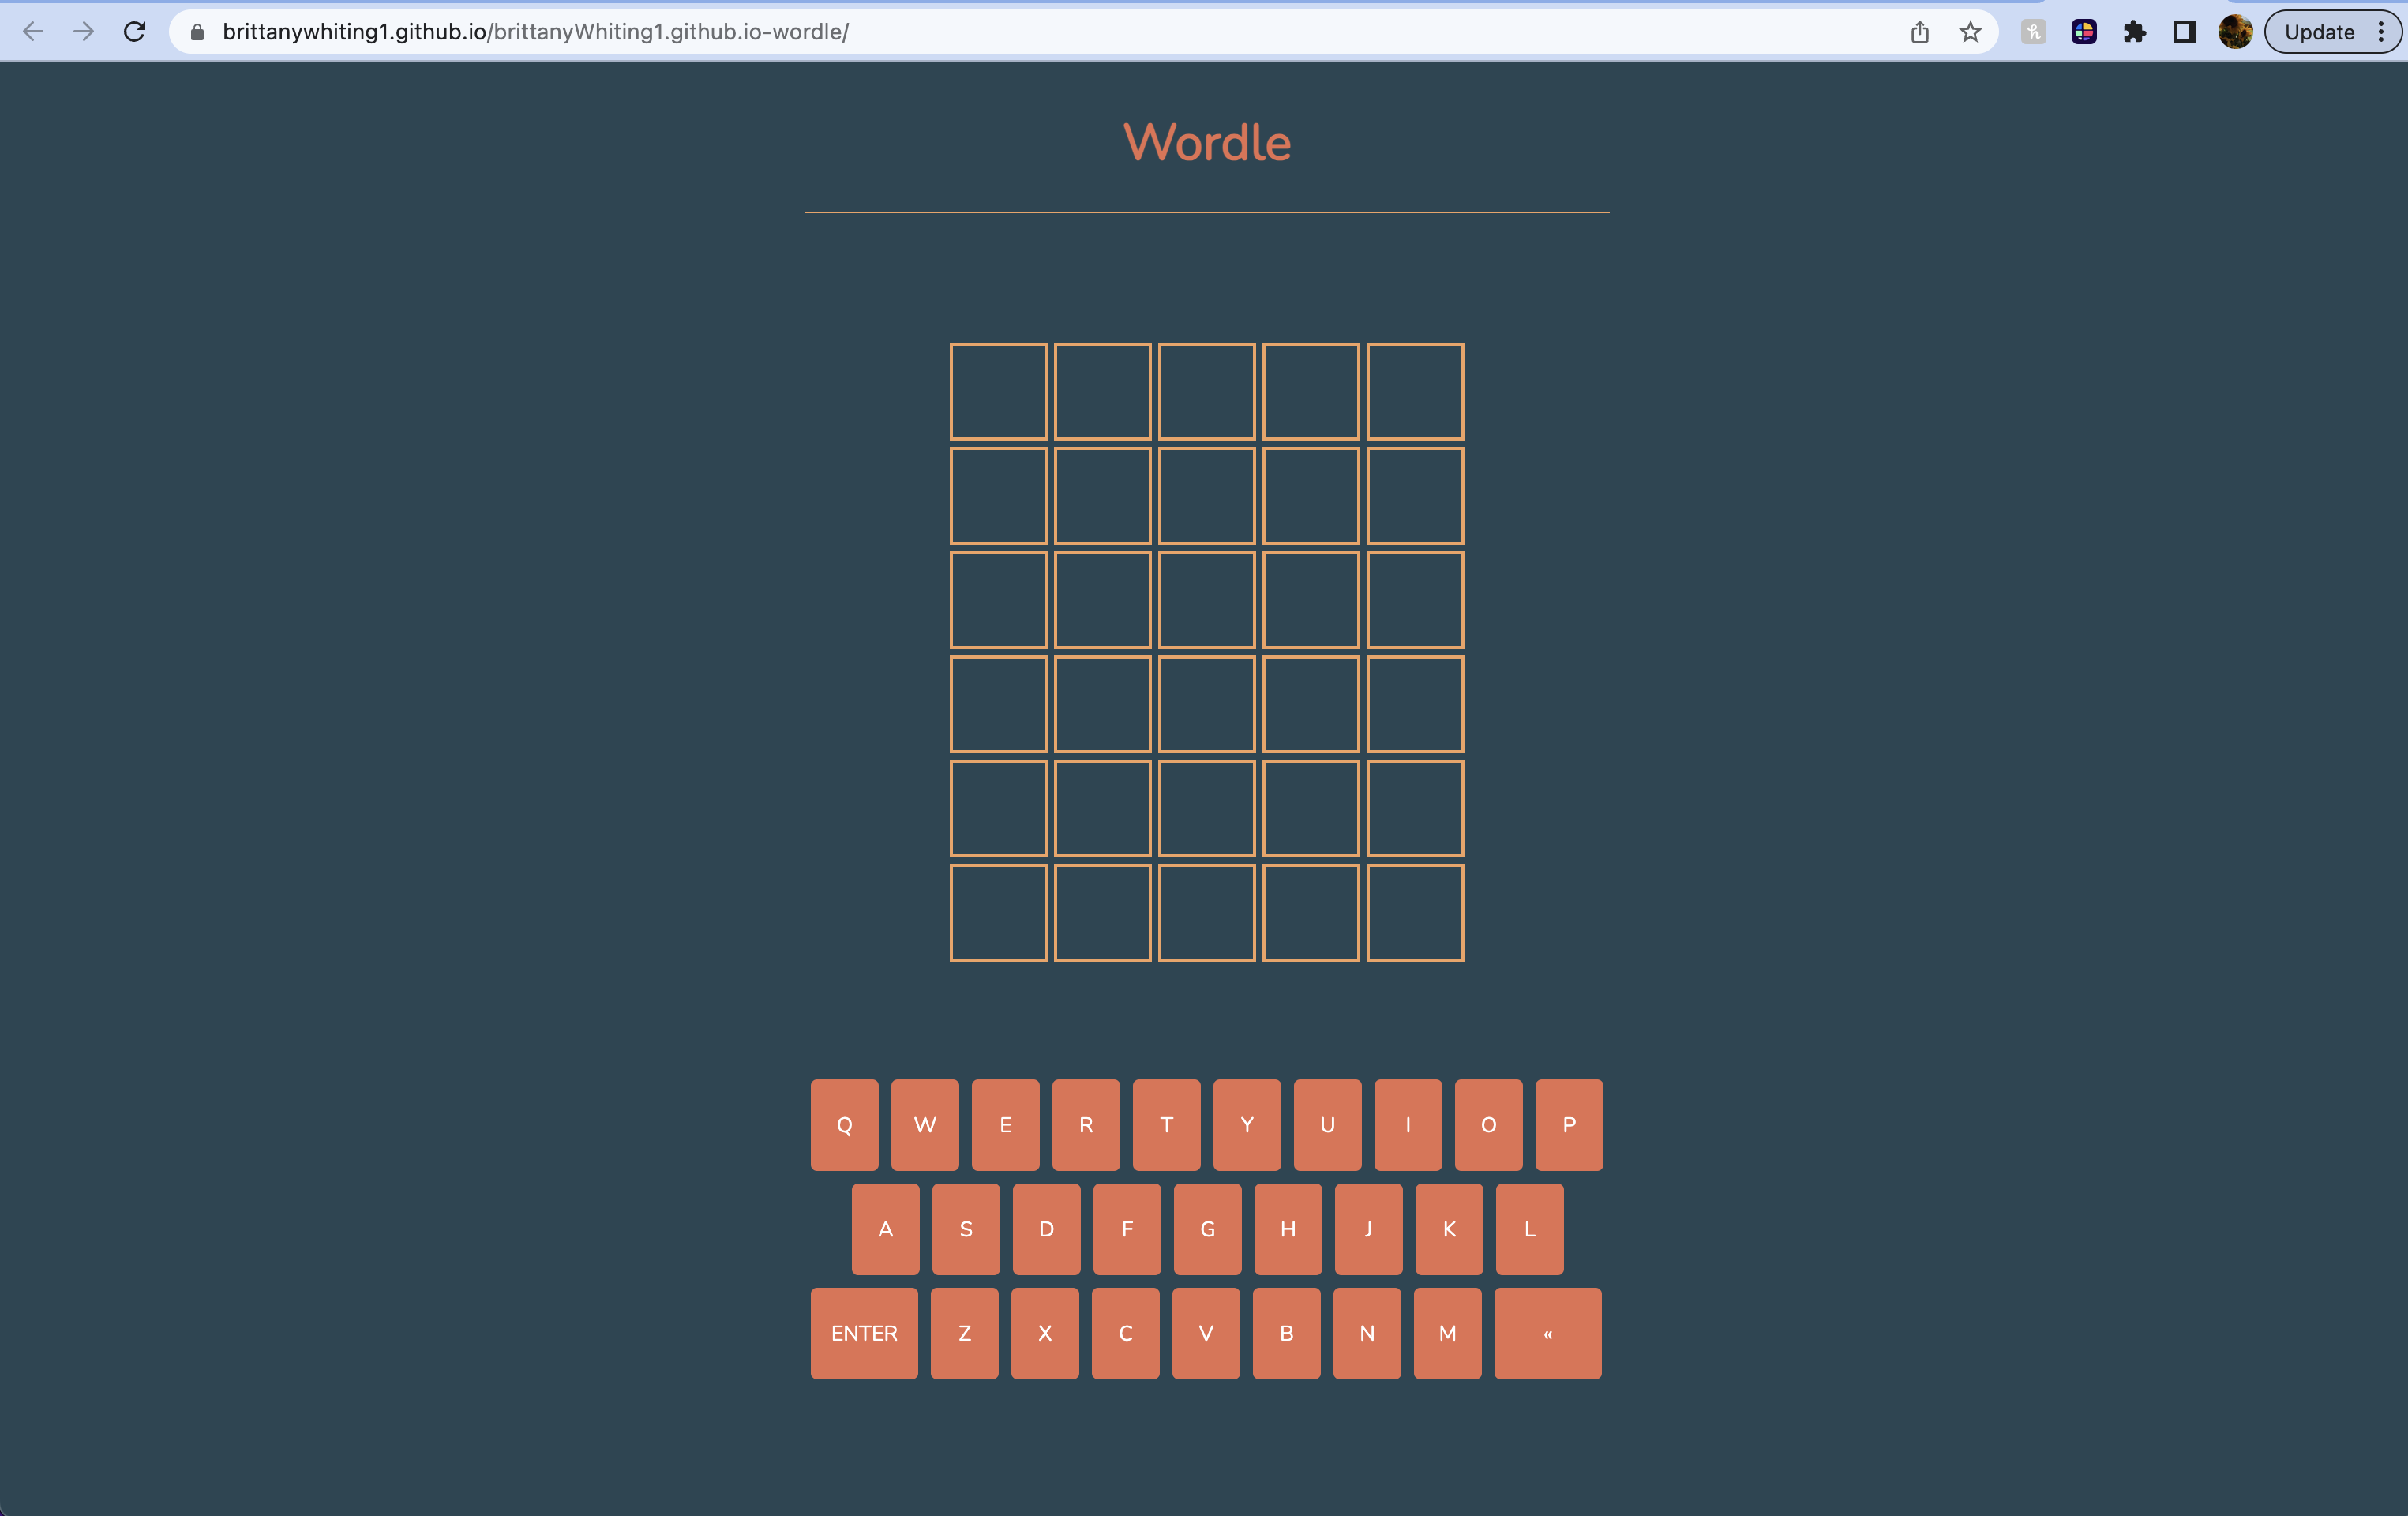 brittanywhiting1.github.io/brittanyWhiting1.github.io-wordle/
Update
Wordle
Q W E R T Y U I O P
A S D F G H J K L
ENTER Z X C V B N M «